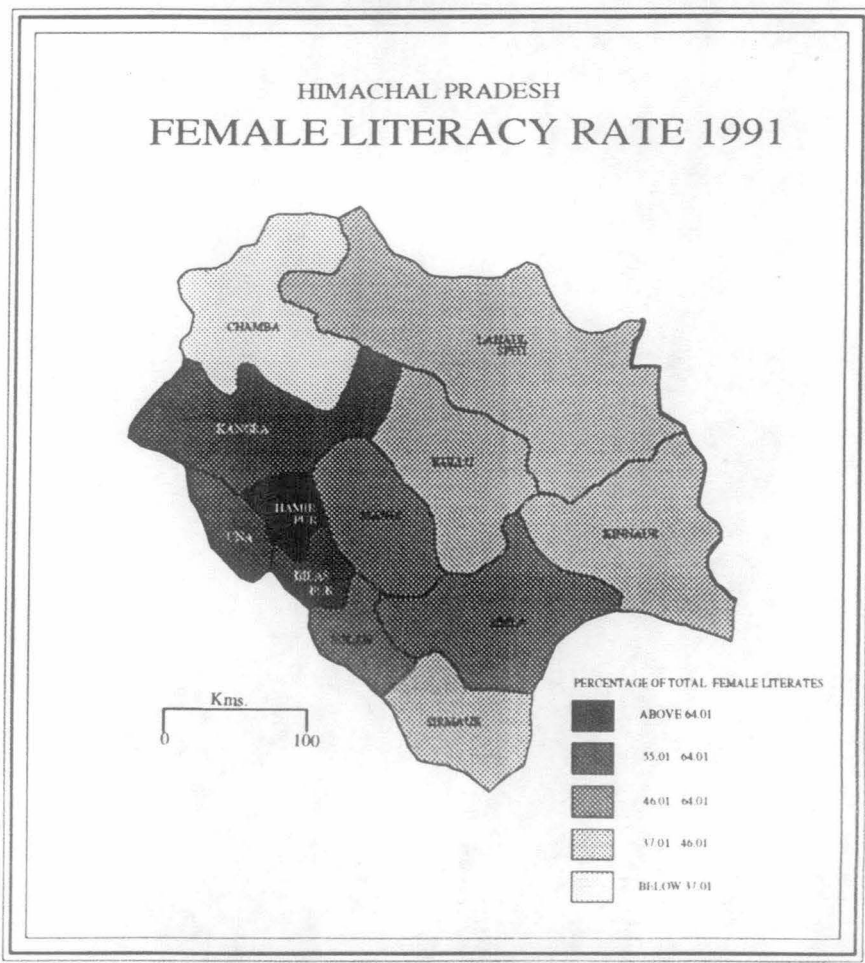 HIMACHAL PRADESH
FEMALE LITERACY RATE 1991
CHAMBA
LAHAUL
SPITI
KANGRA
KULLU
HAMIR
PUR
MANDI
UNA
KINNAUR
BILAS
PUR
SOLAN
SIRMAUR
Kms.
0 100
PERCENTAGE OF TOTAL FEMALE LITERATES
ABOVE 64.01
55.01 64.01
46.01 64.01
37.01 46.01
BELOW 37.01